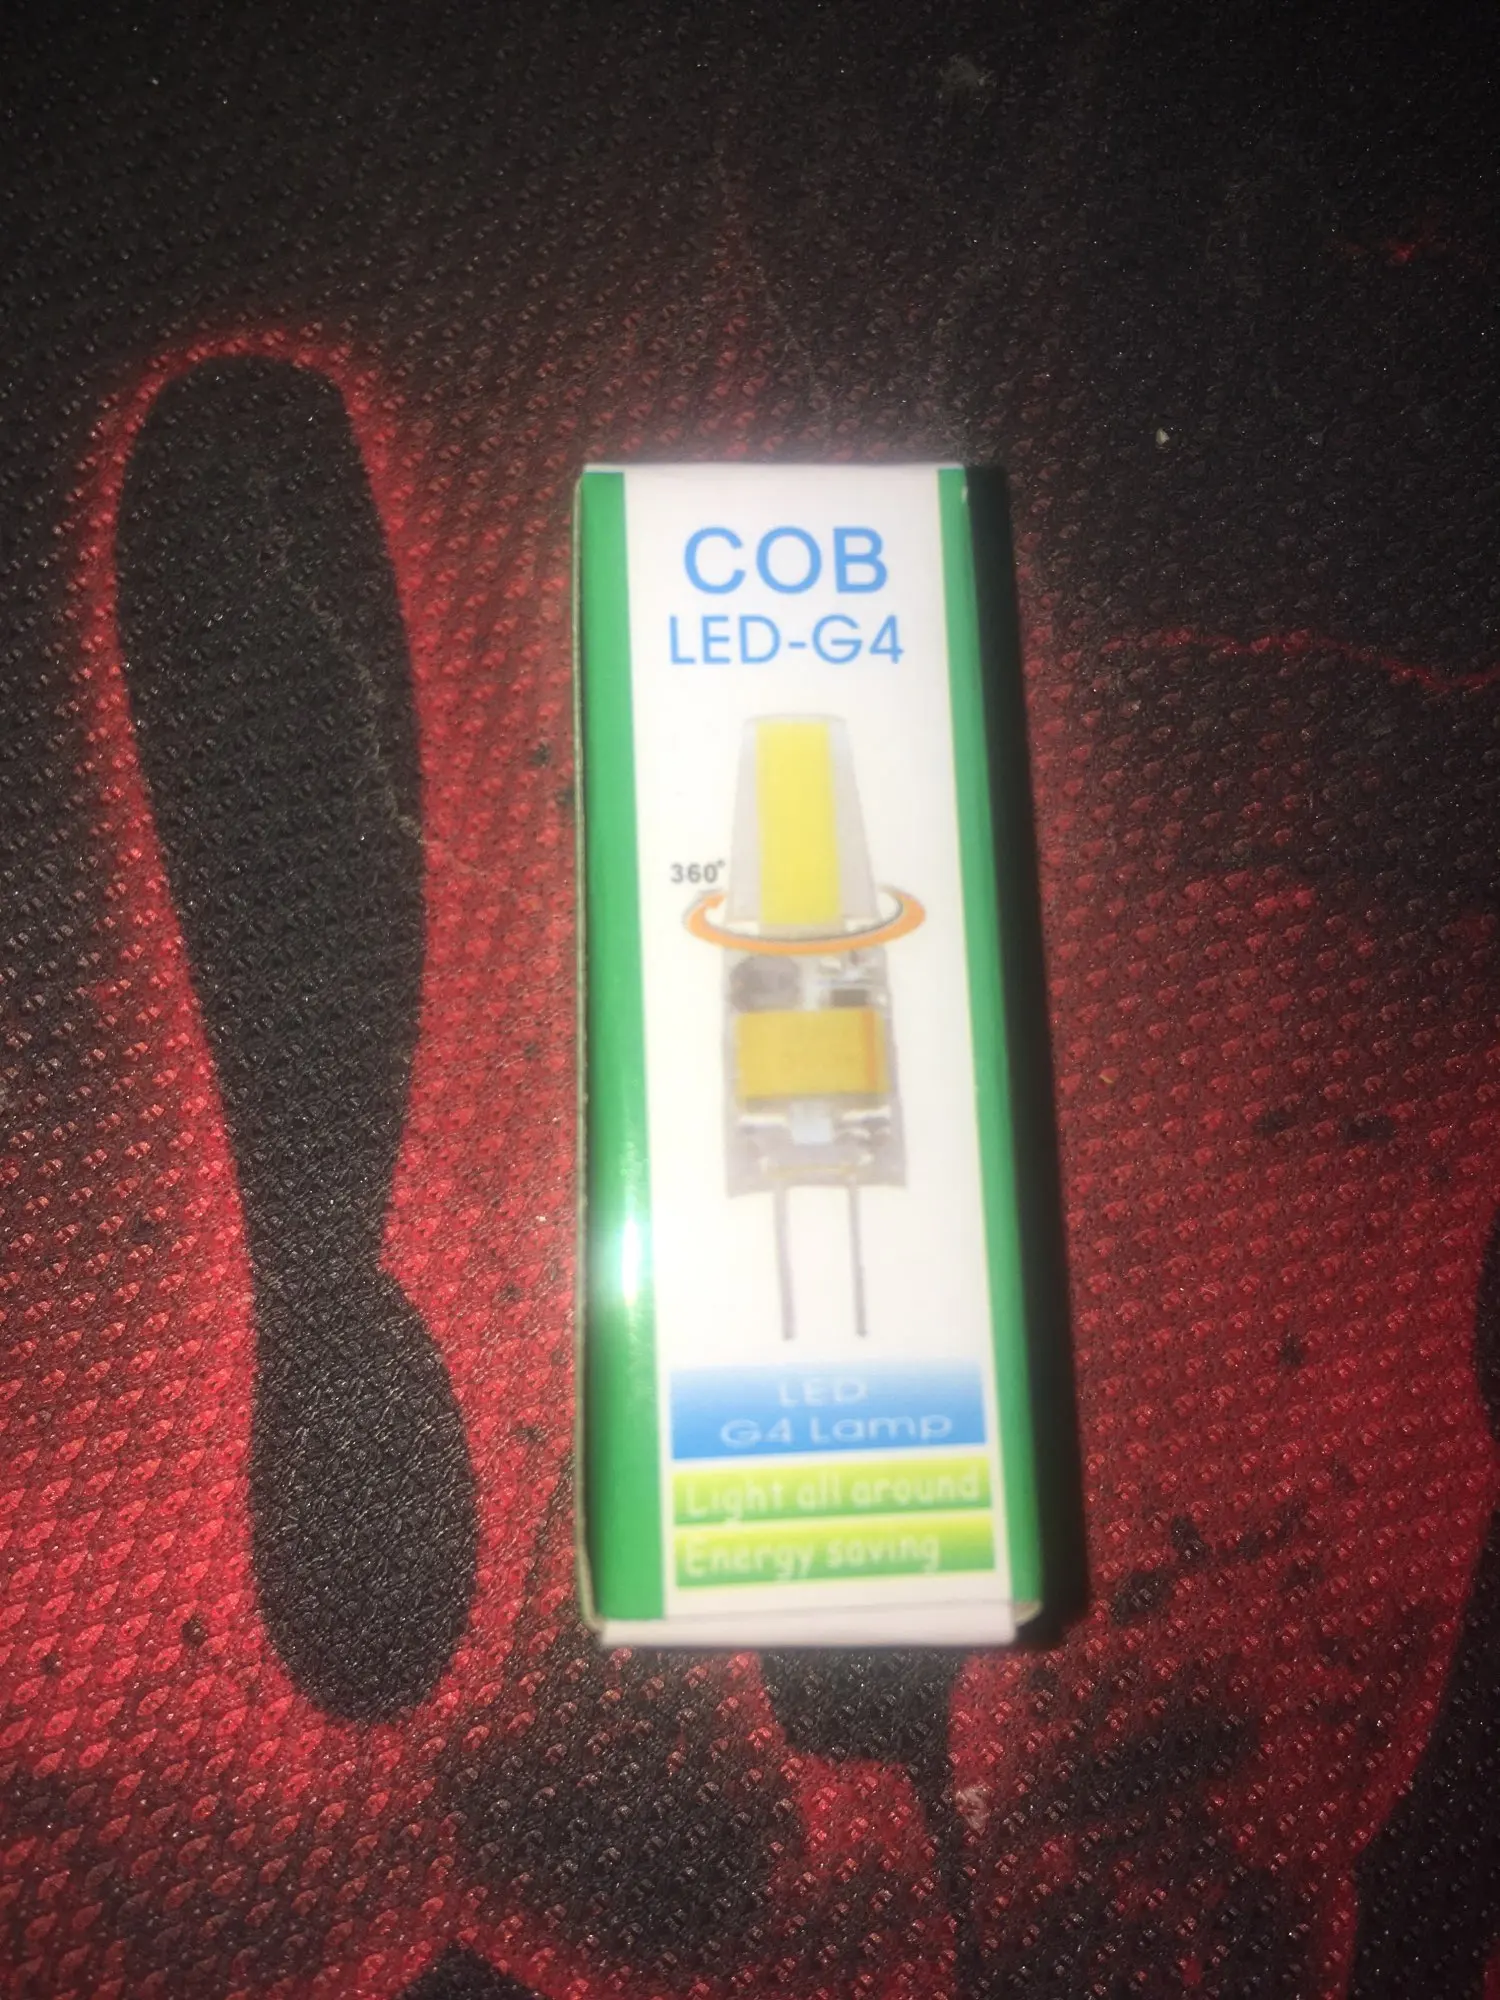 COB
LED-G4
360°
LED
G4 Lamp
Light all around
Energy saving